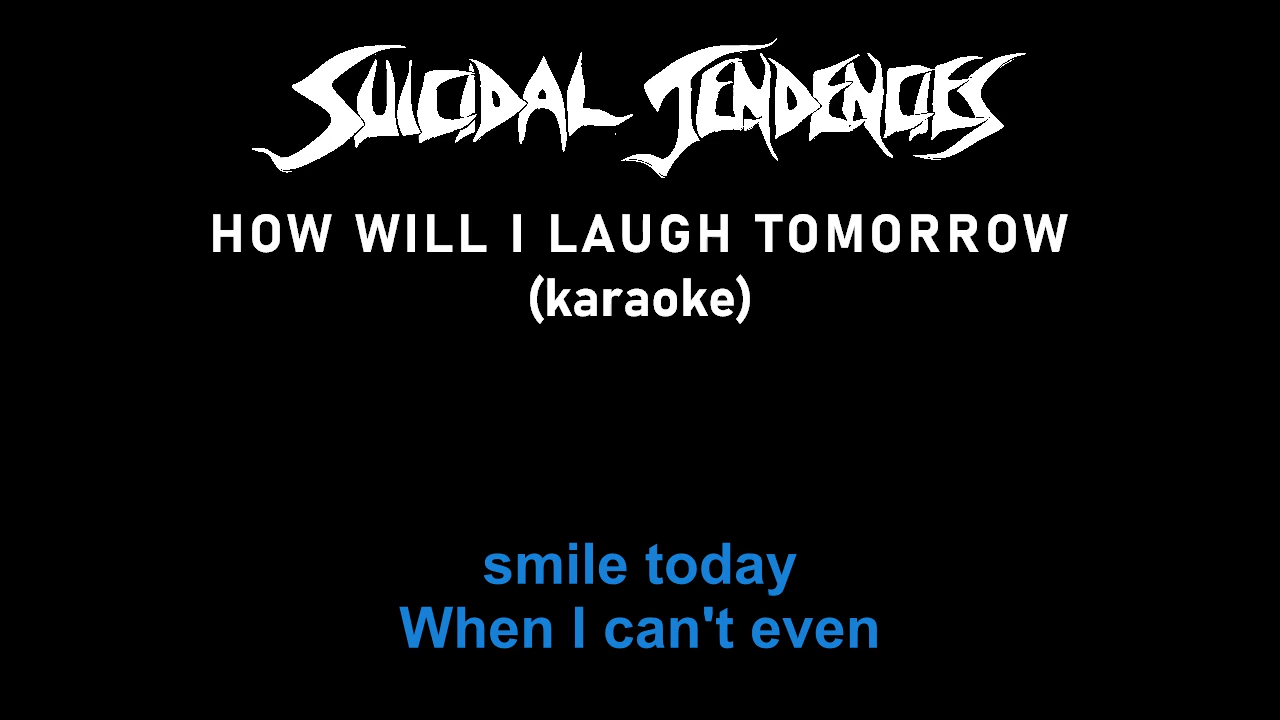 SUICIDAL TENDENCIES
HOW WILL I LAUGH TOMORROW
(karaoke)
smile today
When I can't even